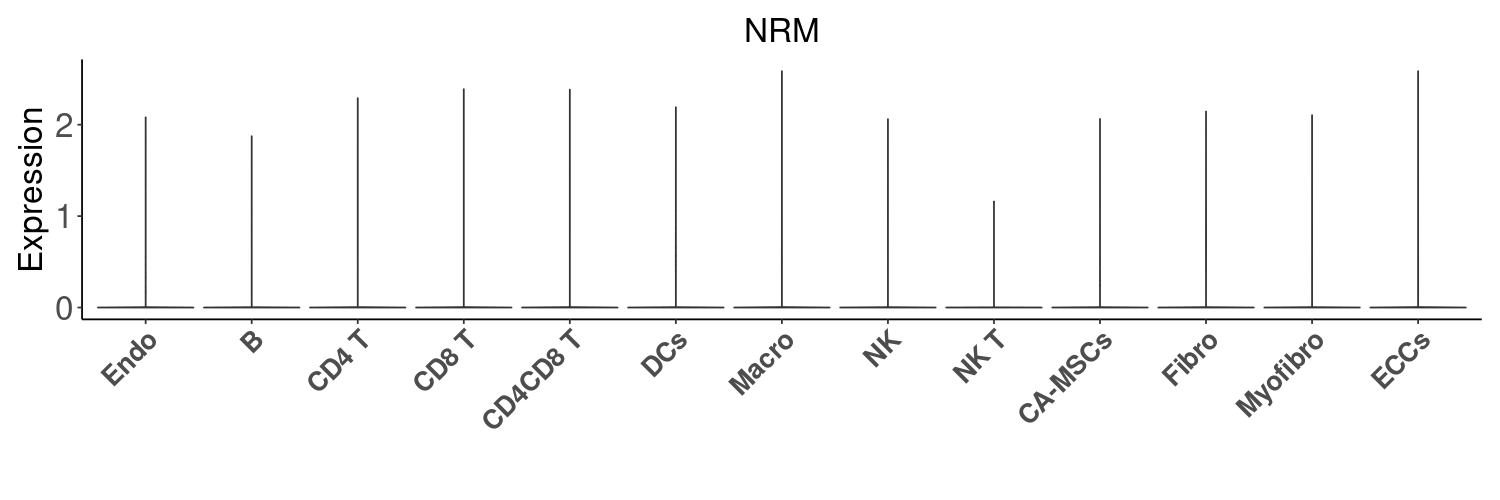 NRM
Expression
2
1
0
Endo
B
CD4 T
CD8 T
CD4CD8 T
DCs
Macro
NK
NK T
CA-MSCs
Fibro
Myofibro
ECCs